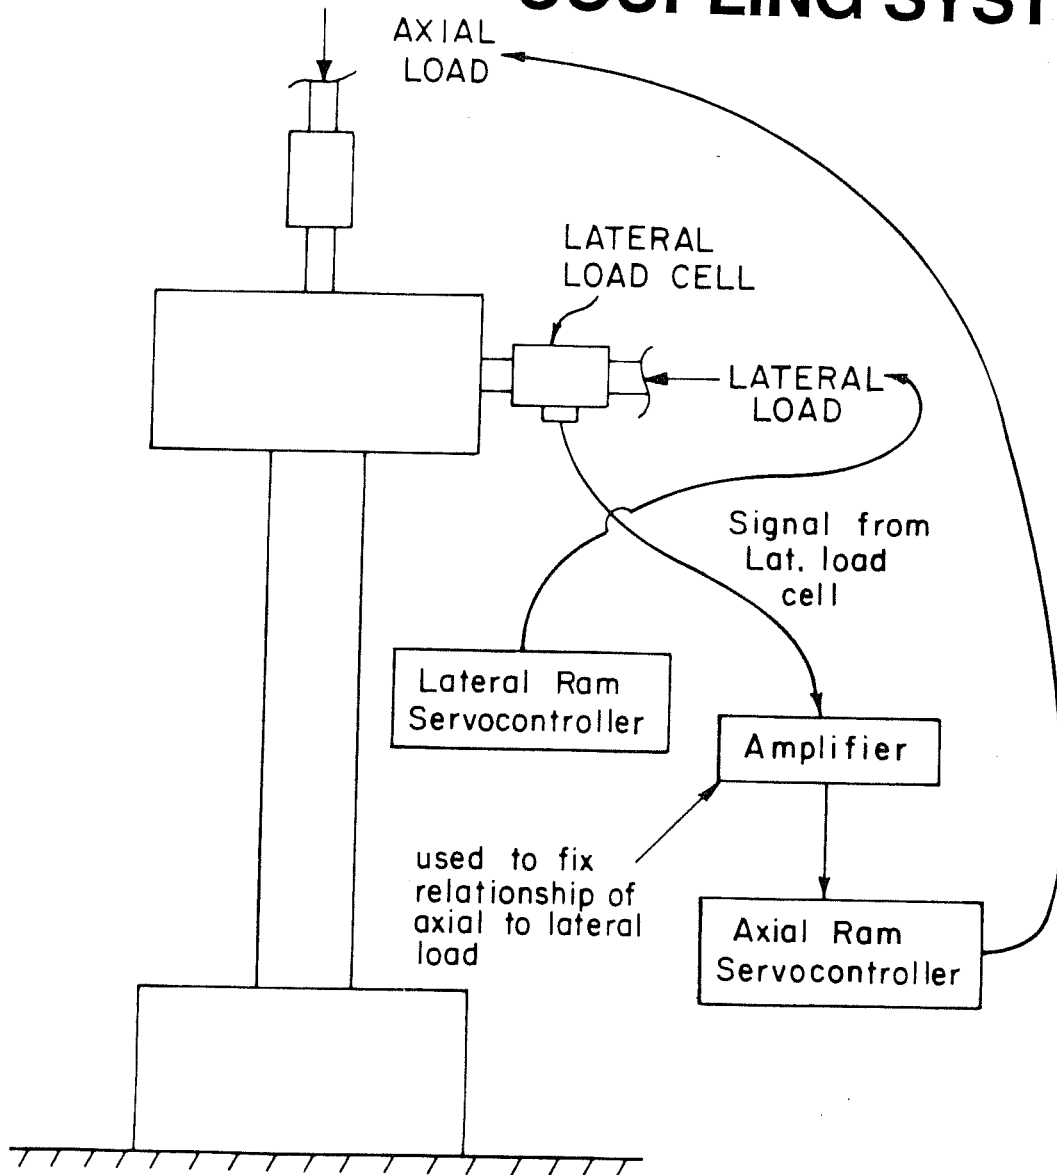 AXIAL
LOAD
LATERAL
LOAD CELL
LATERAL
LOAD
Signal from
Lat. load
cell
Lateral Ram
Servocontroller
Amplifier
used to fix
relationship of
axial to lateral
load
Axial Ram
Servocontroller